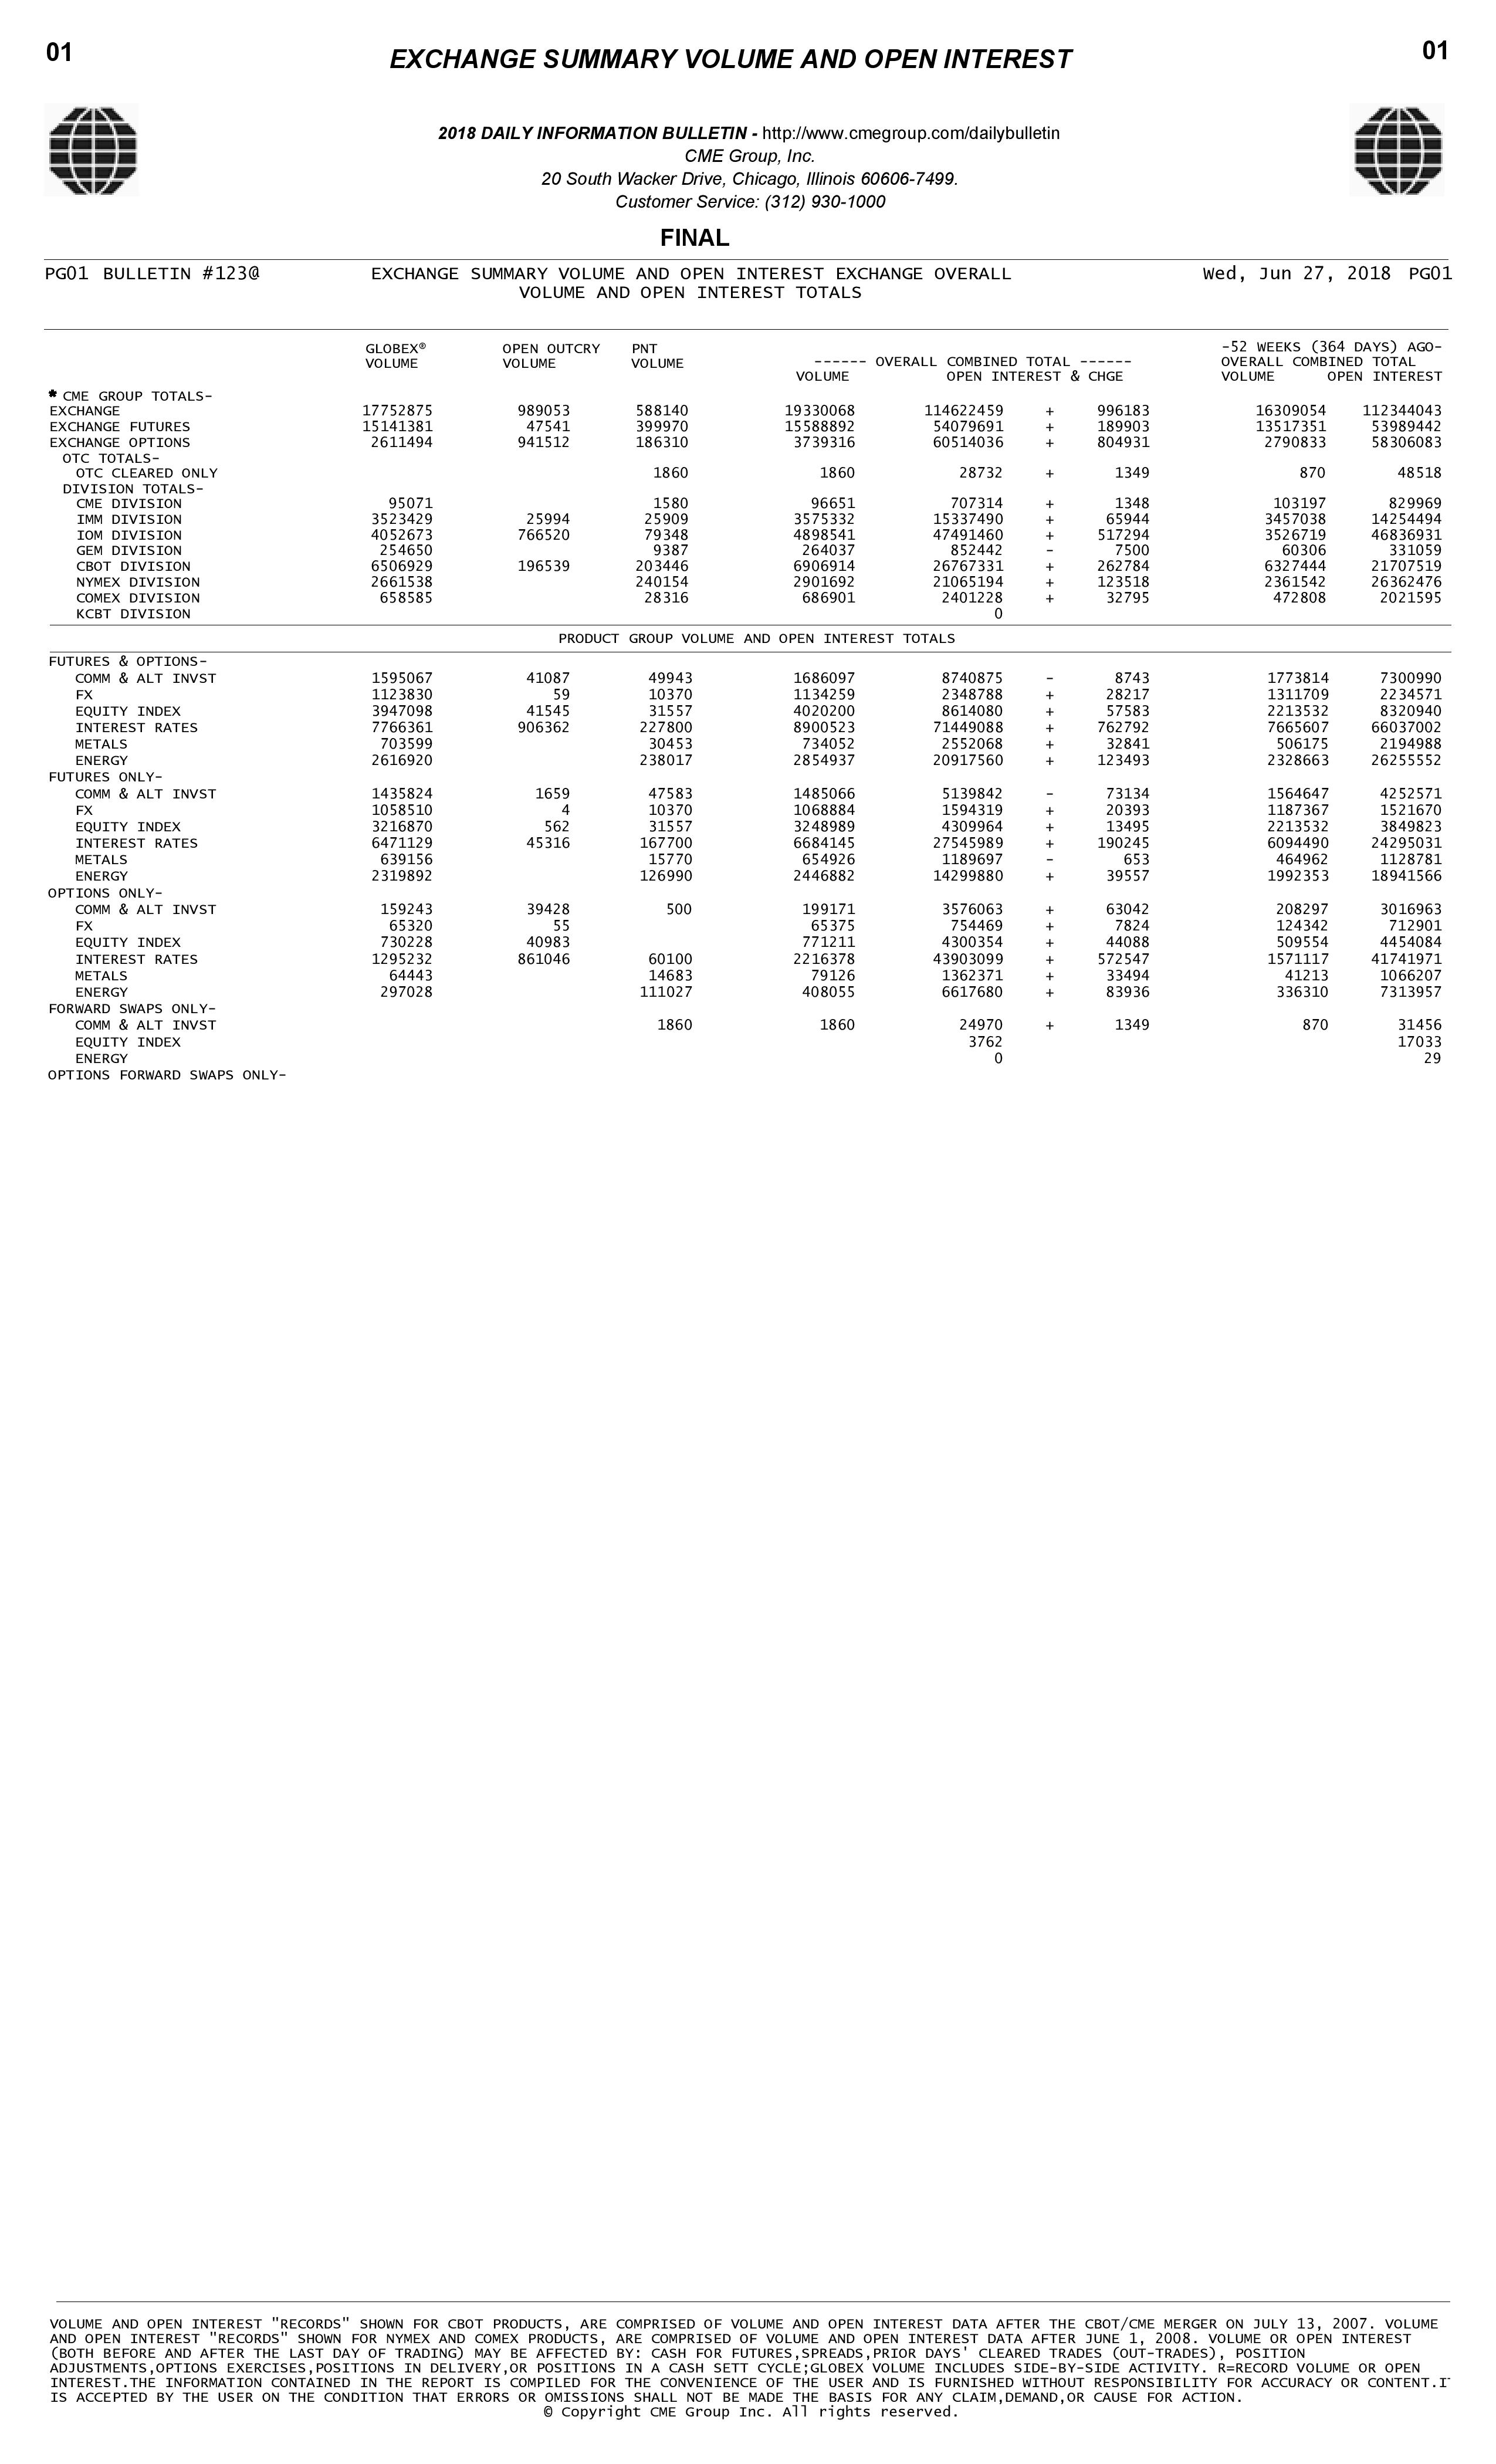 01 EXCHANGE SUMMARY VOLUME AND OPEN INTEREST 01
2018 DAILY INFORMATION BULLETIN - http://www.cmegroup.com/dailybulletin
CME Group, Inc.
20 South Wacker Drive, Chicago, Illinois 60606-7499.
Customer Service: (312) 930-1000
FINAL
PG01 BULLETIN #123@ EXCHANGE SUMMARY VOLUME AND OPEN INTEREST EXCHANGE OVERALL Wed, Jun 27, 2018 PG01
VOLUME AND OPEN INTEREST TOTALS
GLOBEX® OPEN OUTCRY PNT -52 WEEKS (364 DAYS) AGO-
VOLUME VOLUME VOLUME ------ OVERALL COMBINED TOTAL ------ OVERALL COMBINED TOTAL
VOLUME OPEN INTEREST & CHGE VOLUME OPEN INTEREST
* CME GROUP TOTALS-
EXCHANGE 17752875 989053 588140 19330068 114622459 + 996183 16309054 112344043
EXCHANGE FUTURES 15141381 47541 399970 15588892 54079691 + 189903 13517351 53989442
EXCHANGE OPTIONS 2611494 941512 186310 3739316 60514036 + 804931 2790833 58306083
OTC TOTALS-
OTC CLEARED ONLY 1860 1860 28732 + 1349 870 48518
DIVISION TOTALS-
CME DIVISION 95071 1580 96651 707314 + 1348 103197 829969
IMM DIVISION 3523429 25994 25909 3575332 15337490 + 65944 3457038 14254494
IOM DIVISION 4052673 766520 79348 4898541 47491460 + 517294 3526719 46836931
GEM DIVISION 254650 9387 264037 852442 - 7500 60306 331059
CBOT DIVISION 6506929 196539 203446 6906914 26767331 + 262784 6327444 21707519
NYMEX DIVISION 2661538 240154 2901692 21065194 + 123518 2361542 26362476
COMEX DIVISION 658585 28316 686901 2401228 + 32795 472808 2021595
KCBT DIVISION 0
PRODUCT GROUP VOLUME AND OPEN INTEREST TOTALS
FUTURES & OPTIONS-
COMM & ALT INVST 1595067 41087 49943 1686097 8740875 - 8743 1773814 7300990
FX 1123830 59 10370 1134259 2348788 + 28217 1311709 2234571
EQUITY INDEX 3947098 41545 31557 4020200 8614080 + 57583 2213532 8320940
INTEREST RATES 7766361 906362 227800 8900523 71449088 + 762792 7665607 66037002
METALS 703599 30453 734052 2552068 + 32841 506175 2194988
ENERGY 2616920 238017 2854937 20917560 + 123493 2328663 26255552
FUTURES ONLY-
COMM & ALT INVST 1435824 1659 47583 1485066 5139842 - 73134 1564647 4252571
FX 1058510 4 10370 1068884 1594319 + 20393 1187367 1521670
EQUITY INDEX 3216870 562 31557 3248989 4309964 + 13495 2213532 3849823
INTEREST RATES 6471129 45316 167700 6684145 27545989 + 190245 6094490 24295031
METALS 639156 15770 654926 1189697 - 653 464962 1128781
ENERGY 2319892 126990 2446882 14299880 + 39557 1992353 18941566
OPTIONS ONLY-
COMM & ALT INVST 159243 39428 500 199171 3576063 + 63042 208297 3016963
FX 65320 55 65375 754469 + 7824 124342 712901
EQUITY INDEX 730228 40983 771211 4300354 + 44088 509554 4454084
INTEREST RATES 1295232 861046 60100 2216378 43903099 + 572547 1571117 41741971
METALS 64443 14683 79126 1362371 + 33494 41213 1066207
ENERGY 297028 111027 408055 6617680 + 83936 336310 7313957
FORWARD SWAPS ONLY-
COMM & ALT INVST 1860 1860 24970 + 1349 870 31456
EQUITY INDEX 3762 17033
ENERGY 0 29
OPTIONS FORWARD SWAPS ONLY-
VOLUME AND OPEN INTEREST "RECORDS" SHOWN FOR CBOT PRODUCTS, ARE COMPRISED OF VOLUME AND OPEN INTEREST DATA AFTER THE CBOT/CME MERGER ON JULY 13, 2007. VOLUME
AND OPEN INTEREST "RECORDS" SHOWN FOR NYMEX AND COMEX PRODUCTS, ARE COMPRISED OF VOLUME AND OPEN INTEREST DATA AFTER JUNE 1, 2008. VOLUME OR OPEN INTEREST
(BOTH BEFORE AND AFTER THE LAST DAY OF TRADING) MAY BE AFFECTED BY: CASH FOR FUTURES,SPREADS,PRIOR DAYS' CLEARED TRADES (OUT-TRADES), POSITION
ADJUSTMENTS,OPTIONS EXERCISES,POSITIONS IN DELIVERY,OR POSITIONS IN A CASH SETT CYCLE;GLOBEX VOLUME INCLUDES SIDE-BY-SIDE ACTIVITY. R=RECORD VOLUME OR OPEN
INTEREST.THE INFORMATION CONTAINED IN THE REPORT IS COMPILED FOR THE CONVENIENCE OF THE USER AND IS FURNISHED WITHOUT RESPONSIBILITY FOR ACCURACY OR CONTENT.IT
IS ACCEPTED BY THE USER ON THE CONDITION THAT ERRORS OR OMISSIONS SHALL NOT BE MADE THE BASIS FOR ANY CLAIM,DEMAND,OR CAUSE FOR ACTION.
© Copyright CME Group Inc. All rights reserved.